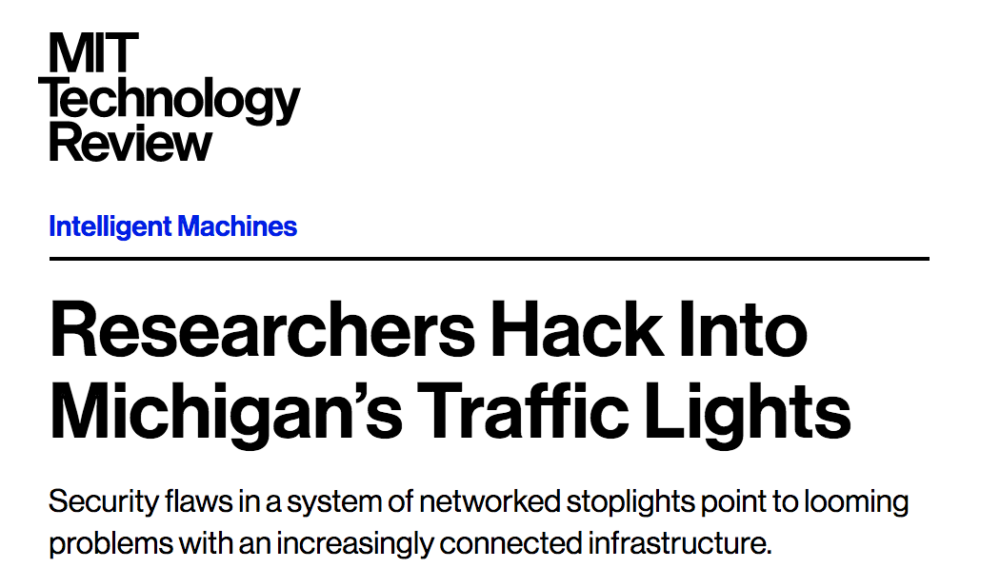 MIT
Technology
Review
Intelligent Machines
Researchers Hack Into
Michigan’s Traffic Lights
Security flaws in a system of networked stoplights point to looming
problems with an increasingly connected infrastructure.